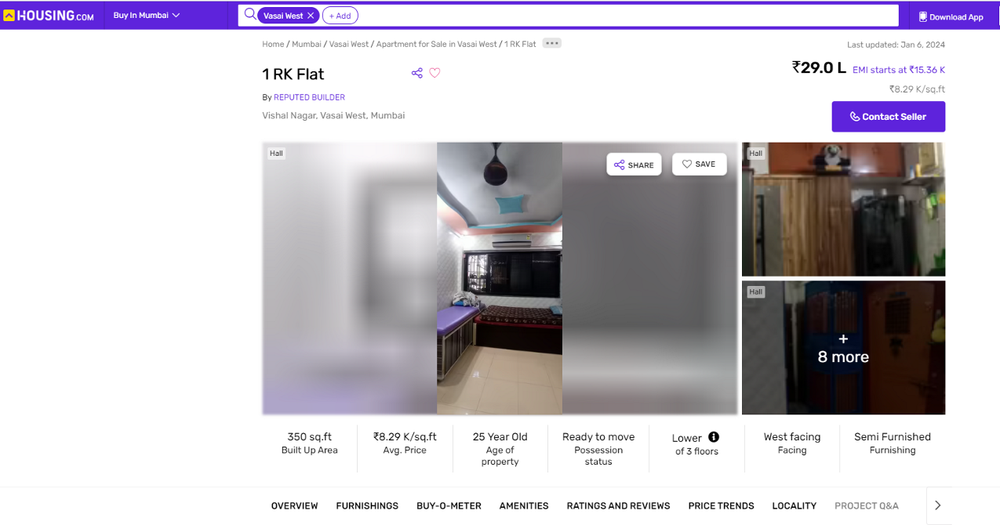 HOUSING.COM
Buy In Mumbai
Vasai West
+ Add
Download App
Home / Mumbai / Vasai West / Apartment for Sale in Vasai West / 1 RK Flat
Last updated: Jan 6, 2024
1 RK Flat
₹29.0 L EMI starts at ₹15.36 K
By REPUTED BUILDER
₹8.29 K/sq.ft
Vishal Nagar, Vasai West, Mumbai
Contact Seller
Hall
SHARE
SAVE
Hall
Hall
+
8 more
350 sq.ft
Built Up Area
₹8.29 K/sq.ft
Avg. Price
25 Year Old
Age of
property
Ready to move
Possession
status
Lower
of 3 floors
West facing
Facing
Semi Furnished
Furnishing
OVERVIEW
FURNISHINGS
BUY-O-METER
AMENITIES
RATINGS AND REVIEWS
PRICE TRENDS
LOCALITY
PROJECT Q&A